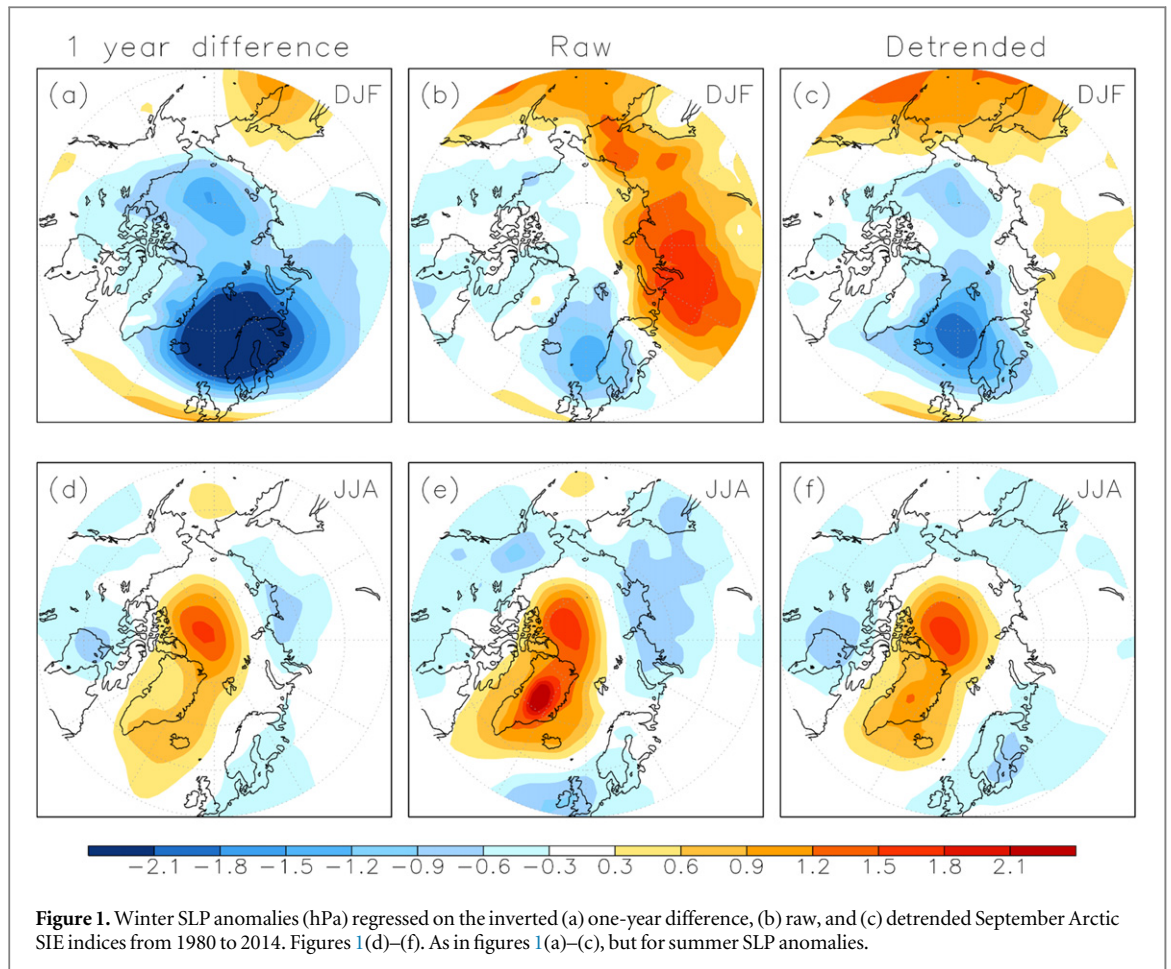 1 year difference Raw Detrended
(a) DJF (b) DJF (c) DJF
(d) JJA (e) JJA (f) JJA
−2.1 −1.8 −1.5 −1.2 −0.9 −0.6 −0.3 0.3 0.6 0.9 1.2 1.5 1.8 2.1
Figure 1. Winter SLP anomalies (hPa) regressed on the inverted (a) one-year difference, (b) raw, and (c) detrended September Arctic
SIE indices from 1980 to 2014. Figures 1(d)–(f). As in figures 1(a)–(c), but for summer SLP anomalies.